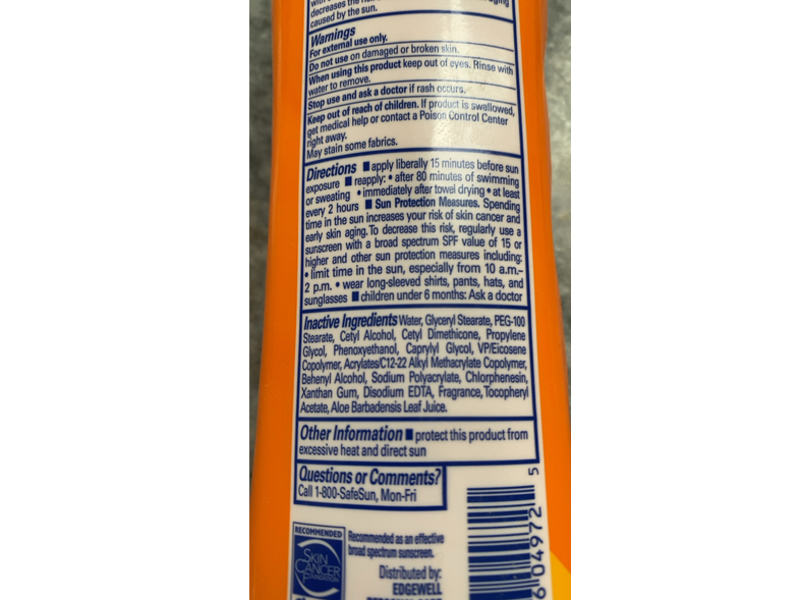 decreases the
caused by the sun.
Warnings
For external use only.
Do not use on damaged or broken skin.
When using this product keep out of eyes. Rinse with
water to remove.
Stop use and ask a doctor if rash occurs.
Keep out of reach of children. If product is swallowed,
get medical help or contact a Poison Control Center
right away.
May stain some fabrics.
Directions ■ apply liberally 15 minutes before sun
exposure ■ reapply: • after 80 minutes of swimming
or sweating • immediately after towel drying • at least
every 2 hours ■ Sun Protection Measures. Spending
time in the sun increases your risk of skin cancer and
early skin aging. To decrease this risk, regularly use a
sunscreen with a broad spectrum SPF value of 15 or
higher and other sun protection measures including:
• limit time in the sun, especially from 10 a.m.–
2 p.m. • wear long-sleeved shirts, pants, hats, and
sunglasses ■ children under 6 months: Ask a doctor
Inactive Ingredients Water, Glyceryl Stearate, PEG-100
Stearate, Cetyl Alcohol, Cetyl Dimethicone, Propylene
Glycol, Phenoxyethanol, Caprylyl Glycol, VP/Eicosene
Copolymer, Acrylates/C12-22 Alkyl Methacrylate Copolymer,
Behenyl Alcohol, Sodium Polyacrylate, Chlorphenesin,
Xanthan Gum, Disodium EDTA, Fragrance, Tocopheryl
Acetate, Aloe Barbadensis Leaf Juice.
Other Information ■ protect this product from
excessive heat and direct sun
Questions or Comments?
Call 1-800-SafeSun, Mon-Fri
RECOMMENDED
SKIN
CANCER
FOUNDATION
Recommended as an effective
broad spectrum sunscreen.
Distributed by:
EDGEWELL
6 04972 5